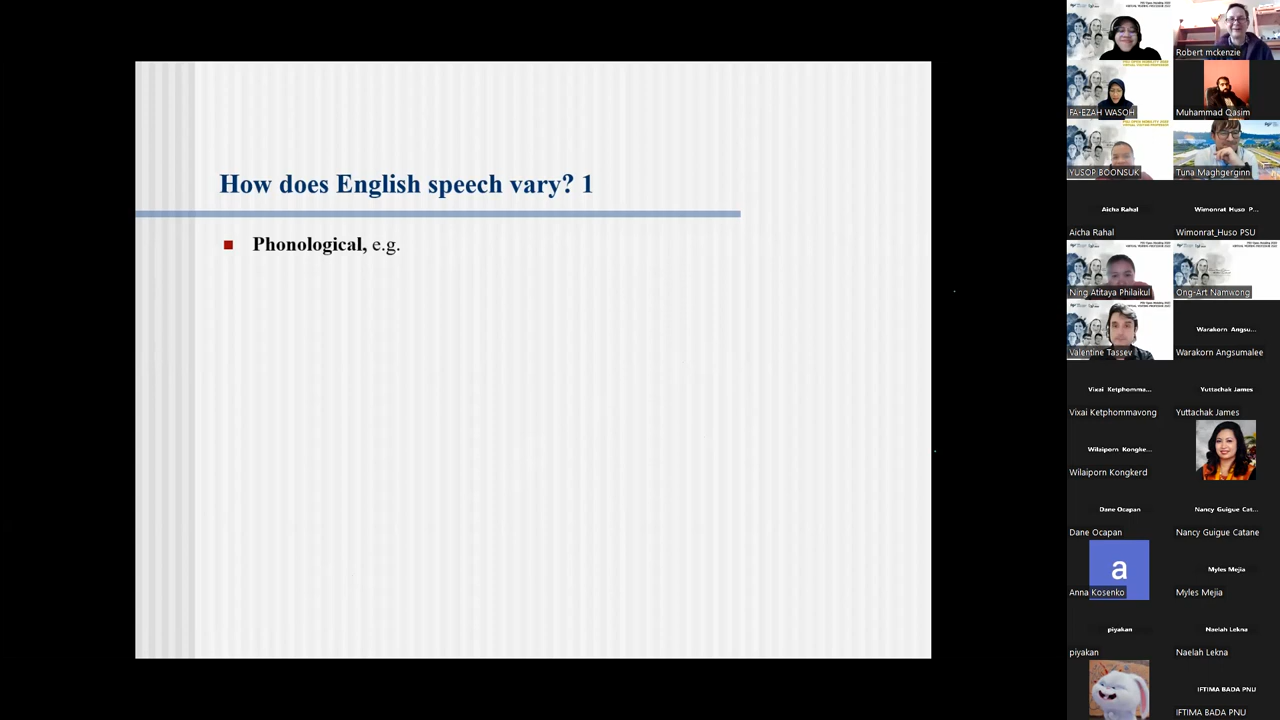 How does English speech vary? 1
Phonological, e.g.
Robert mckenzie
FA-EZAH WASOH
Muhammad Qasim
YUSOP BOONSUK
Tuna Maghgerginn
Aicha Rahal
Wimonrat Huso P...
Aicha Rahal
Wimonrat_Huso PSU
Ning Atitaya Philaikul
Ong-Art Namwong
Valentine Tassev
Warakorn Angsu...
Warakorn Angsumalee
Vixai Ketphomma...
Yuttachak James
Vixai Ketphommavong
Yuttachak James
Wilaiporn Kongke...
Wilaiporn Kongkerd
Dane Ocapan
Nancy Guigue Cat...
Dane Ocapan
Nancy Guigue Catane
a
Anna Kosenko
Myles Mejia
Myles Mejia
piyakan
Naelah Lekna
piyakan
Naelah Lekna
IFTIMA BADA PNU
IFTIMA BADA PNU